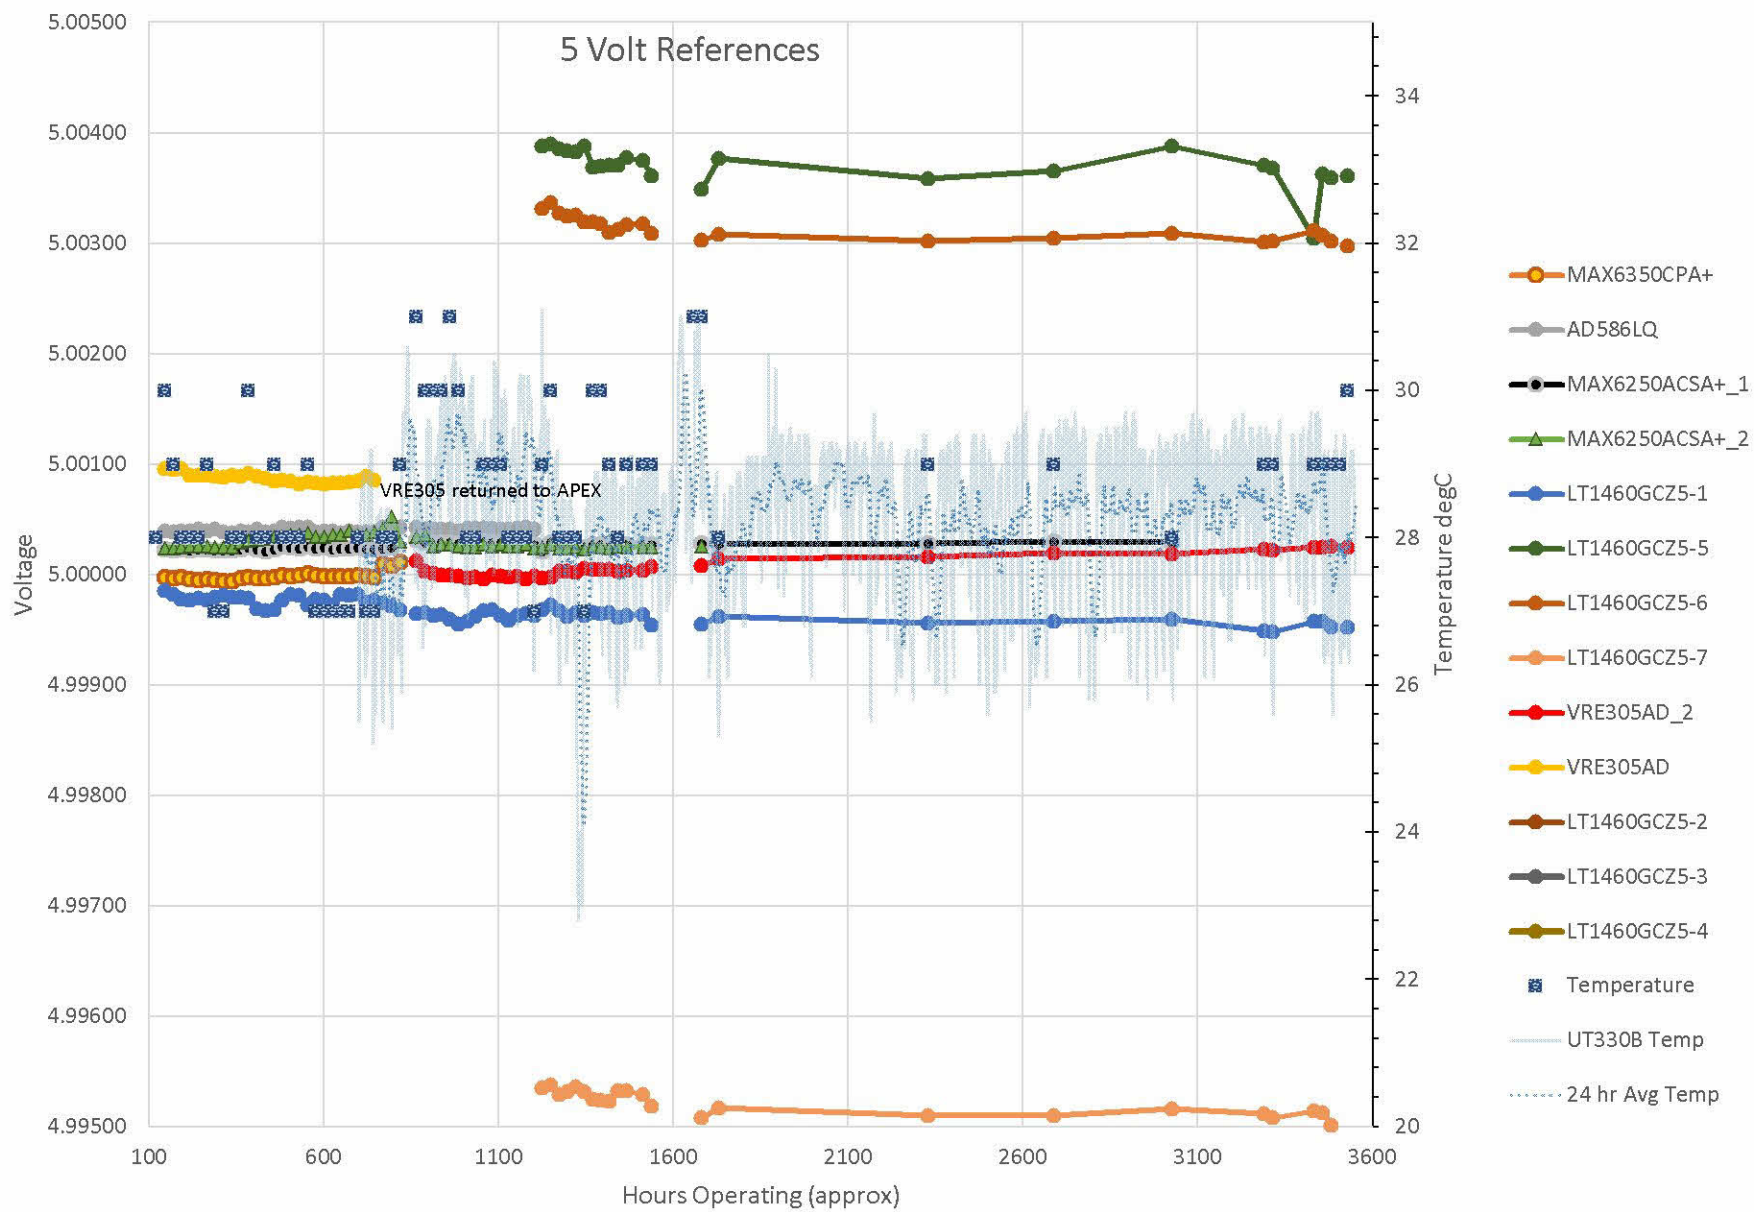 5 Volt References
5.00500
5.00400
5.00300
5.00200
5.00100
5.00000
4.99900
4.99800
4.99700
4.99600
4.99500
Voltage
VRE305 returned to APEX
34
32
30
28
26
24
22
20
Temperature degC
100
600
1100
1600
2100
2600
3100
3600
Hours Operating (approx)
MAX6350CPA+
AD586LQ
MAX6250ACSA+_1
MAX6250ACSA+_2
LT1460GCZ5-1
LT1460GCZ5-5
LT1460GCZ5-6
LT1460GCZ5-7
VRE305AD_2
VRE305AD
LT1460GCZ5-2
LT1460GCZ5-3
LT1460GCZ5-4
Temperature
UT330B Temp
24 hr Avg Temp